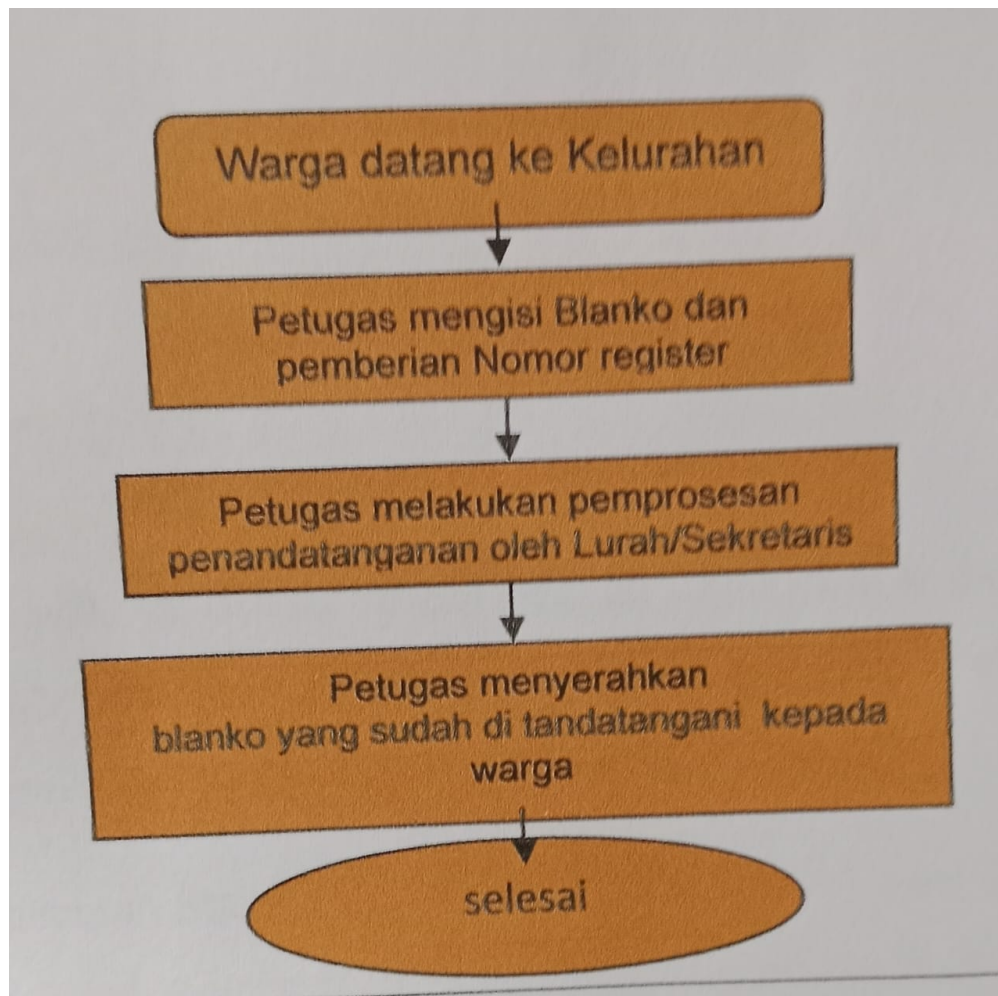 Warga datang ke Kelurahan
Petugas mengisi Blanko dan
pemberian Nomor register
Petugas melakukan pemprosesan
penandatanganan oleh Lurah/Sekretaris
Petugas menyerahkan
blanko yang sudah di tandatangani kepada
warga
selesai